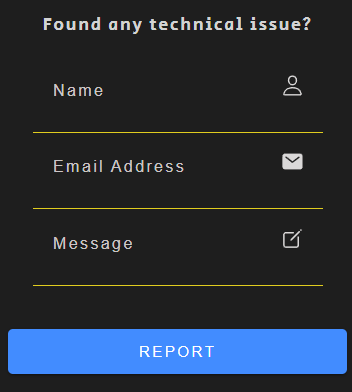 Found any technical issue?
Name
Email Address
Message
REPORT